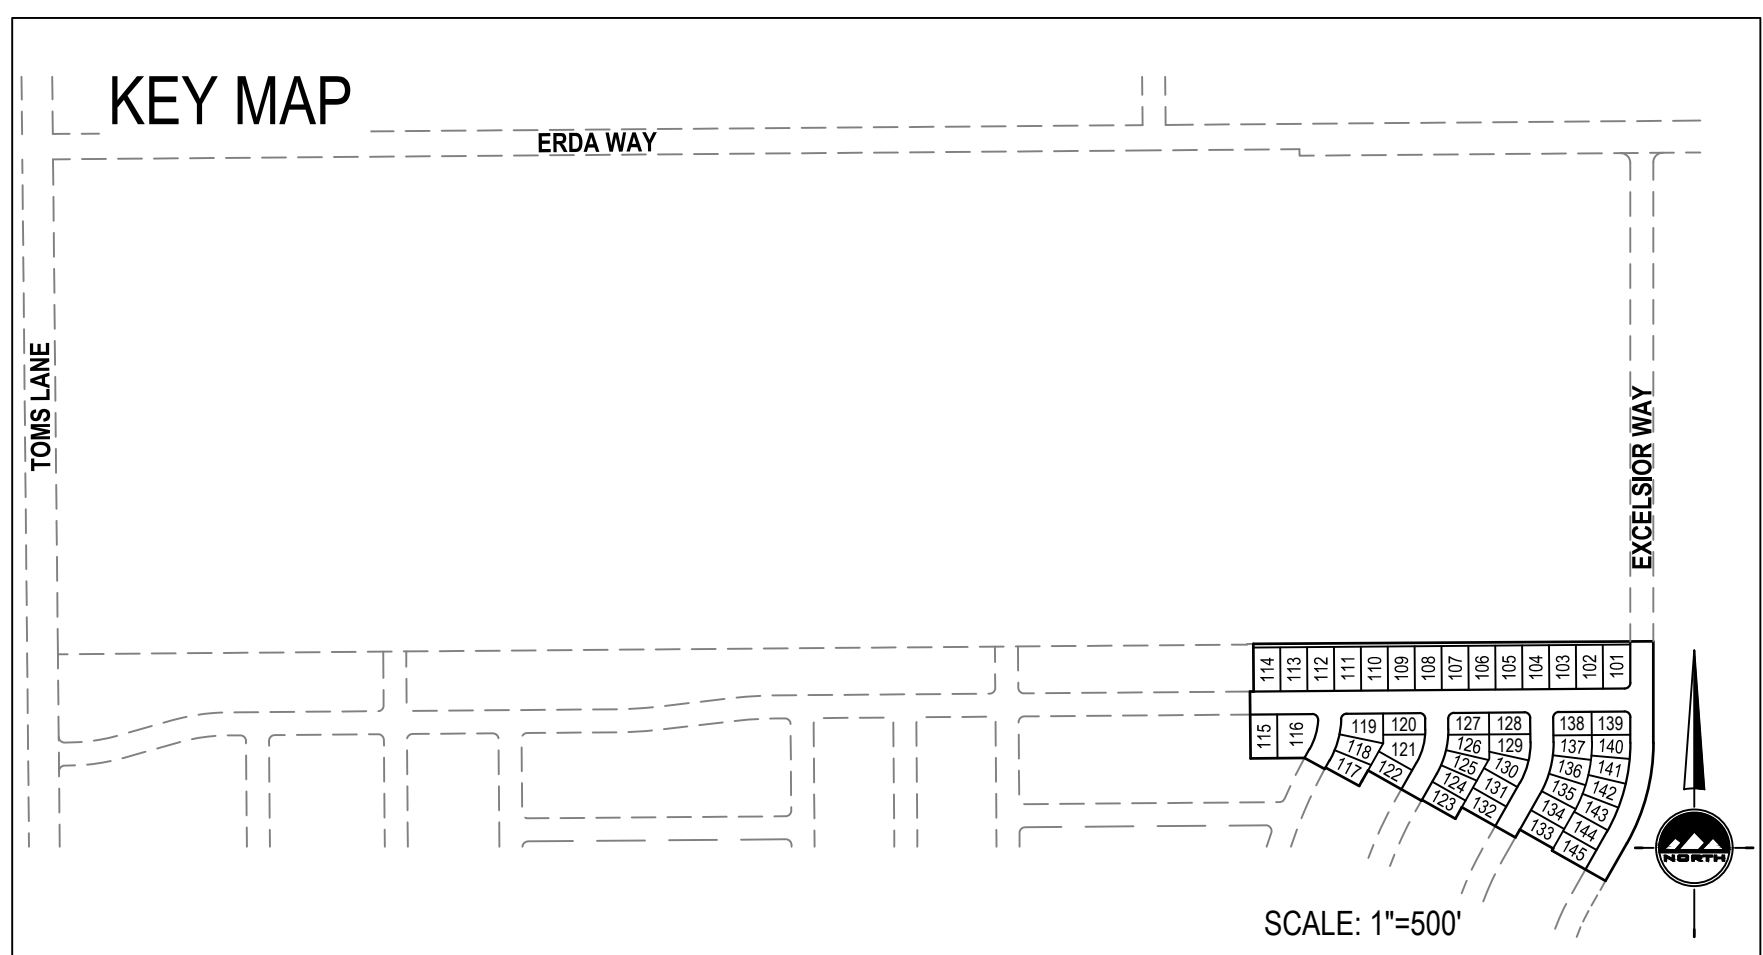 KEY MAP
ERDA WAY
TOMS LANE
EXCELSIOR WAY
114 113 112 111 110 109 108 107 106 105 104 103 102 101
115 116 119 120 127 128 138 139
118 121 126 129 137 140
117 122 125 130 136 141
124 131 135 142
123 132 134 143
133 144
145
NORTH
SCALE: 1"=500'